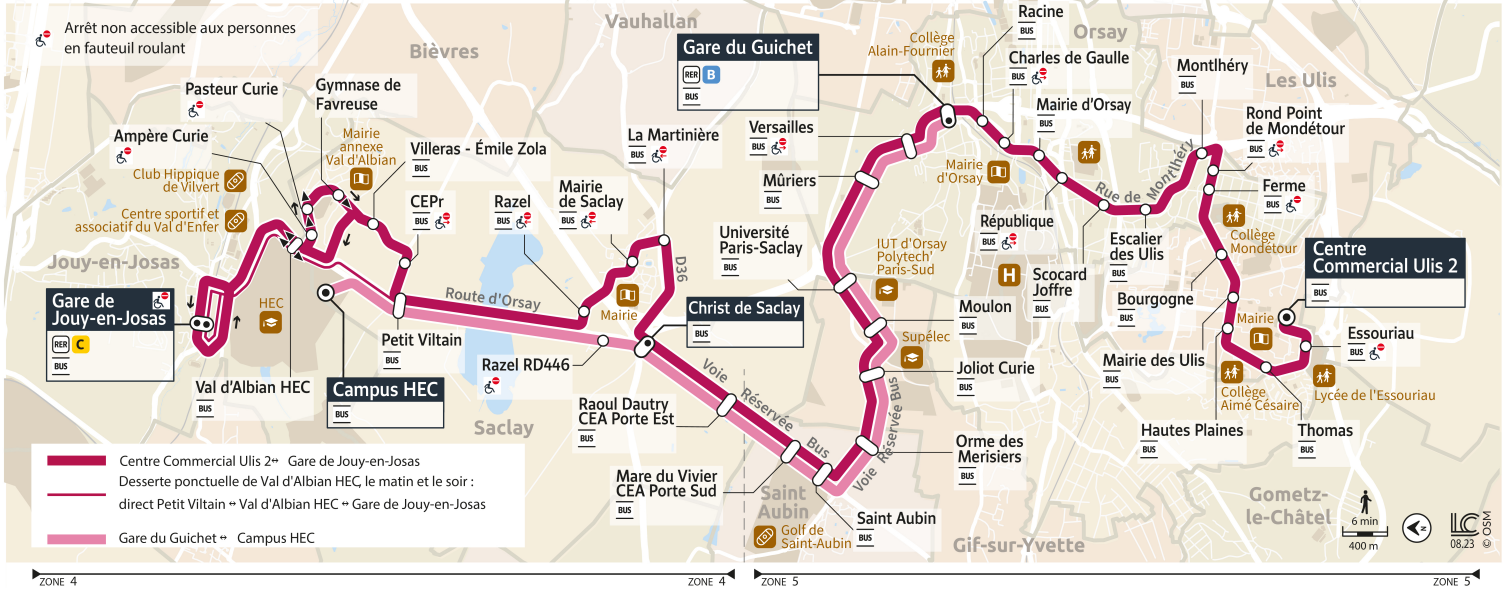 Arrêt non accessible aux personnes
en fauteuil roulant
Bièvres
Vauhallan
Orsay
Les Ulis
Jouy-en-Josas
Saclay
Saint
Aubin
Gif-sur-Yvette
Gometz-
le-Châtel
Pasteur Curie
Gymnase de
Favreuse
Ampère Curie
Mairie
annexe
Val d'Albian
Villeras - Émile Zola
BUS
Club Hippique
de Vilvert
Centre sportif et
associatif du Val d'Enfer
CEPr
BUS
Razel
BUS
Mairie
de Saclay
BUS
La Martinière
BUS
D36
Mairie
Gare de
Jouy-en-Josas
RER C
BUS
HEC
Val d'Albian HEC
BUS
Campus HEC
BUS
Petit Viltain
BUS
Route d'Orsay
Razel RD446
Christ de Saclay
BUS
Raoul Dautry
CEA Porte Est
BUS
Voie Réservée Bus
Mare du Vivier
CEA Porte Sud
BUS
Saint Aubin
BUS
Golf de
Saint-Aubin
Voie Réservée Bus
Orme des
Merisiers
BUS
Joliot Curie
BUS
Supélec
Moulon
BUS
IUT d'Orsay
Polytech'
Paris-Sud
Université
Paris-Saclay
BUS
Mûriers
BUS
Versailles
BUS
Gare du Guichet
RER B
BUS
Collège
Alain-Fournier
Racine
BUS
Charles de Gaulle
BUS
Mairie d'Orsay
BUS
Mairie
d'Orsay
République
BUS
H
Scocard
Joffre
BUS
Rue de Montlhéry
Escalier
des Ulis
BUS
Montlhéry
BUS
Rond Point
de Mondétour
BUS
Ferme
BUS
Collège
Mondétour
Bourgogne
BUS
Mairie des Ulis
BUS
Hautes Plaines
BUS
Collège
Aimé Césaire
Thomas
BUS
Lycée de l'Essouriau
Essouriau
BUS
Mairie
Centre
Commercial Ulis 2
BUS
Centre Commercial Ulis 2↔ Gare de Jouy-en-Josas
Desserte ponctuelle de Val d'Albian HEC, le matin et le soir :
direct Petit Viltain ↔ Val d'Albian HEC ↔ Gare de Jouy-en-Josas
Gare du Guichet ↔ Campus HEC
6 min
400 m
N
LC
08.23
© OSM
ZONE 4
ZONE 4
ZONE 5
ZONE 5